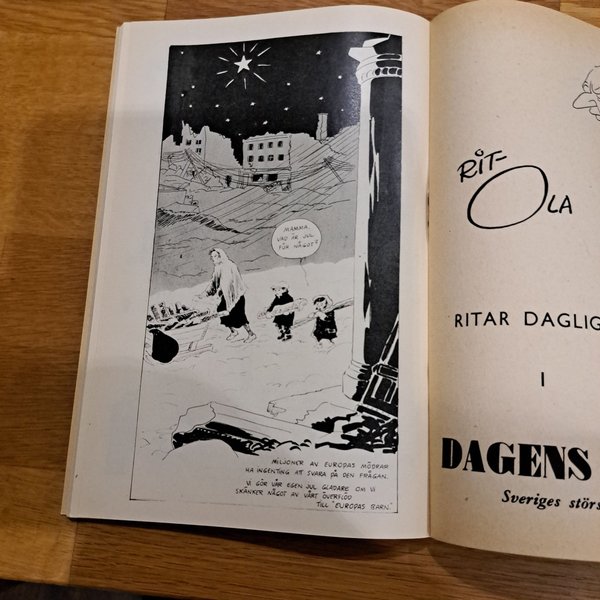 MAMMA,
VAD ÄR JUL
FÖR NÅGOT?
MILJONER AV EUROPAS MÖDRAR
HA INGENTING ATT SVARA PÅ DEN FRÅGAN.
VI GÖR VÅR EGEN JUL GLADARE OM VI
SKÄNKER NÅGOT AV VÅRT ÖVERFLÖD
TILL "EUROPAS BARN."
RIT-
OLA
RITAR DAGLIG
I
DAGENS
Sveriges störs